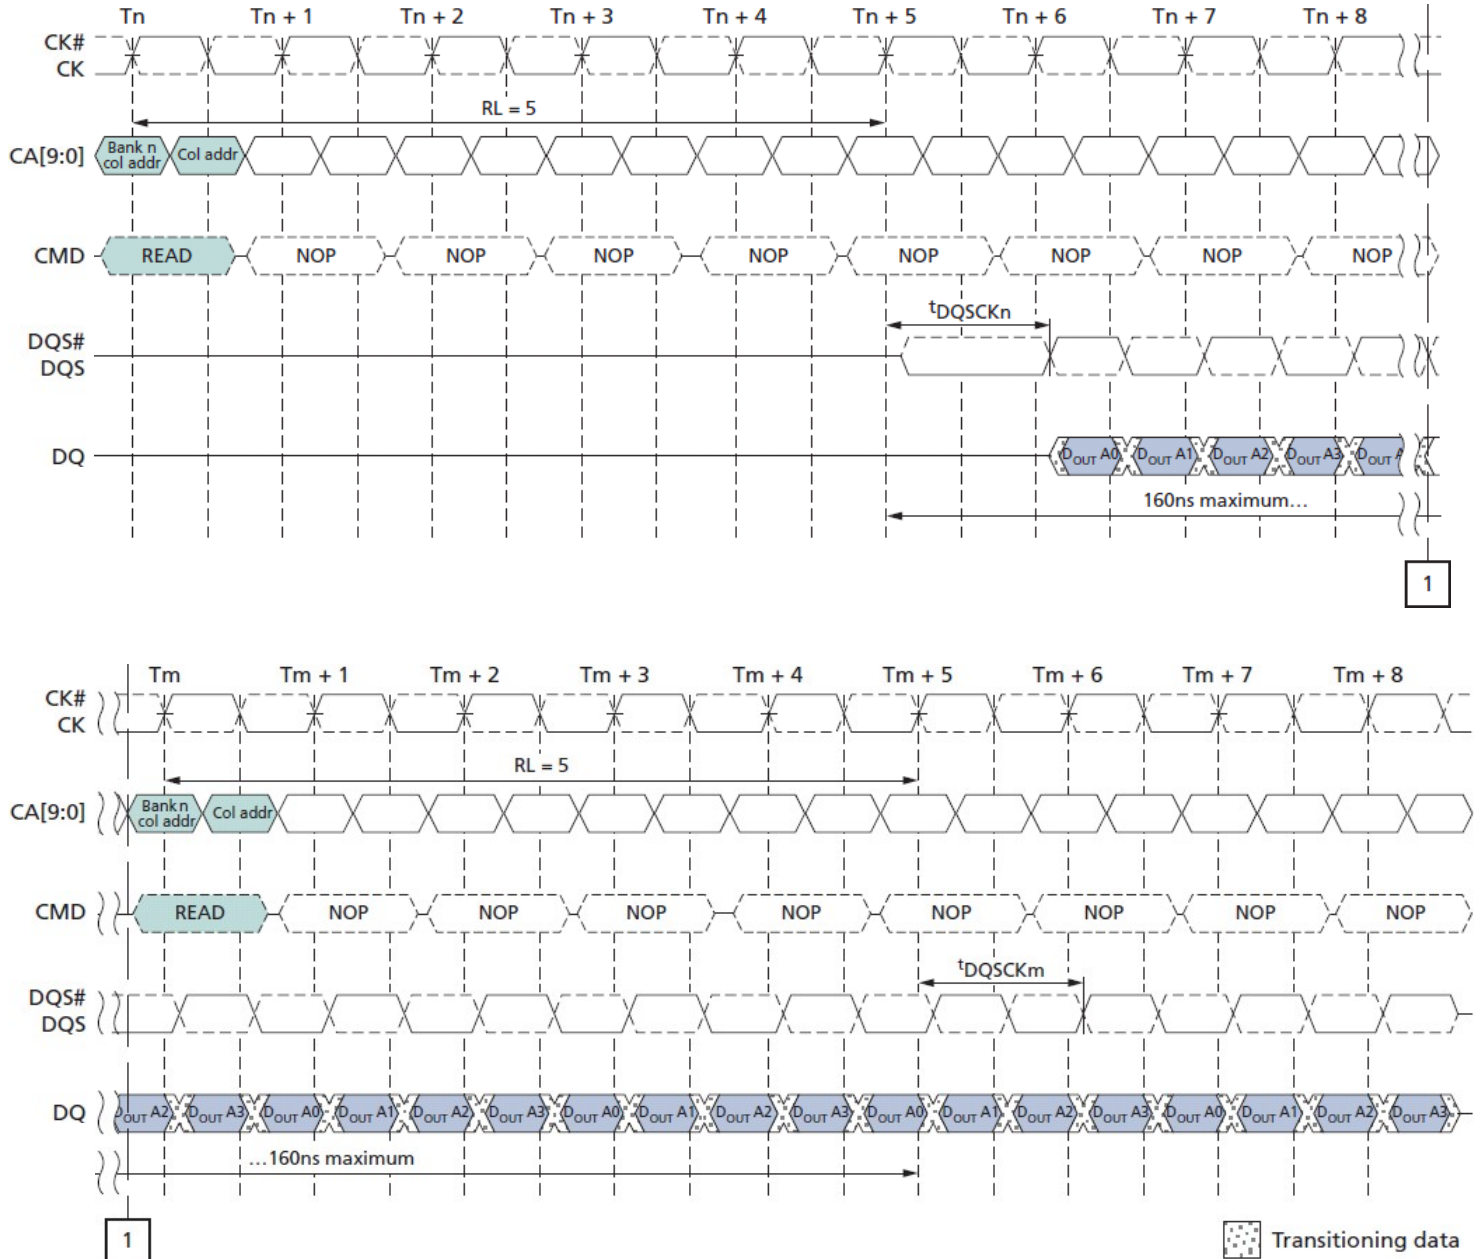 Tn Tn + 1 Tn + 2 Tn + 3 Tn + 4 Tn + 5 Tn + 6 Tn + 7 Tn + 8
CK#
CK
RL = 5
CA[9:0] Bank n col addr Col addr
CMD READ NOP NOP NOP NOP NOP NOP NOP NOP
tDQSCKn
DQS#
DQS
DQ DOUT A0 DOUT A1 DOUT A2 DOUT A3 DOUT A
160ns maximum...
1
Tm Tm + 1 Tm + 2 Tm + 3 Tm + 4 Tm + 5 Tm + 6 Tm + 7 Tm + 8
CK#
CK
RL = 5
CA[9:0] Bank n col addr Col addr
CMD READ NOP NOP NOP NOP NOP NOP NOP NOP
tDQSCKm
DQS#
DQS
DQ DOUT A2 DOUT A3 DOUT A0 DOUT A1 DOUT A2 DOUT A3 DOUT A0 DOUT A1 DOUT A2 DOUT A3 DOUT A0 DOUT A1 DOUT A2 DOUT A3 DOUT A0 DOUT A1 DOUT A2 DOUT A3
...160ns maximum
1
Transitioning data